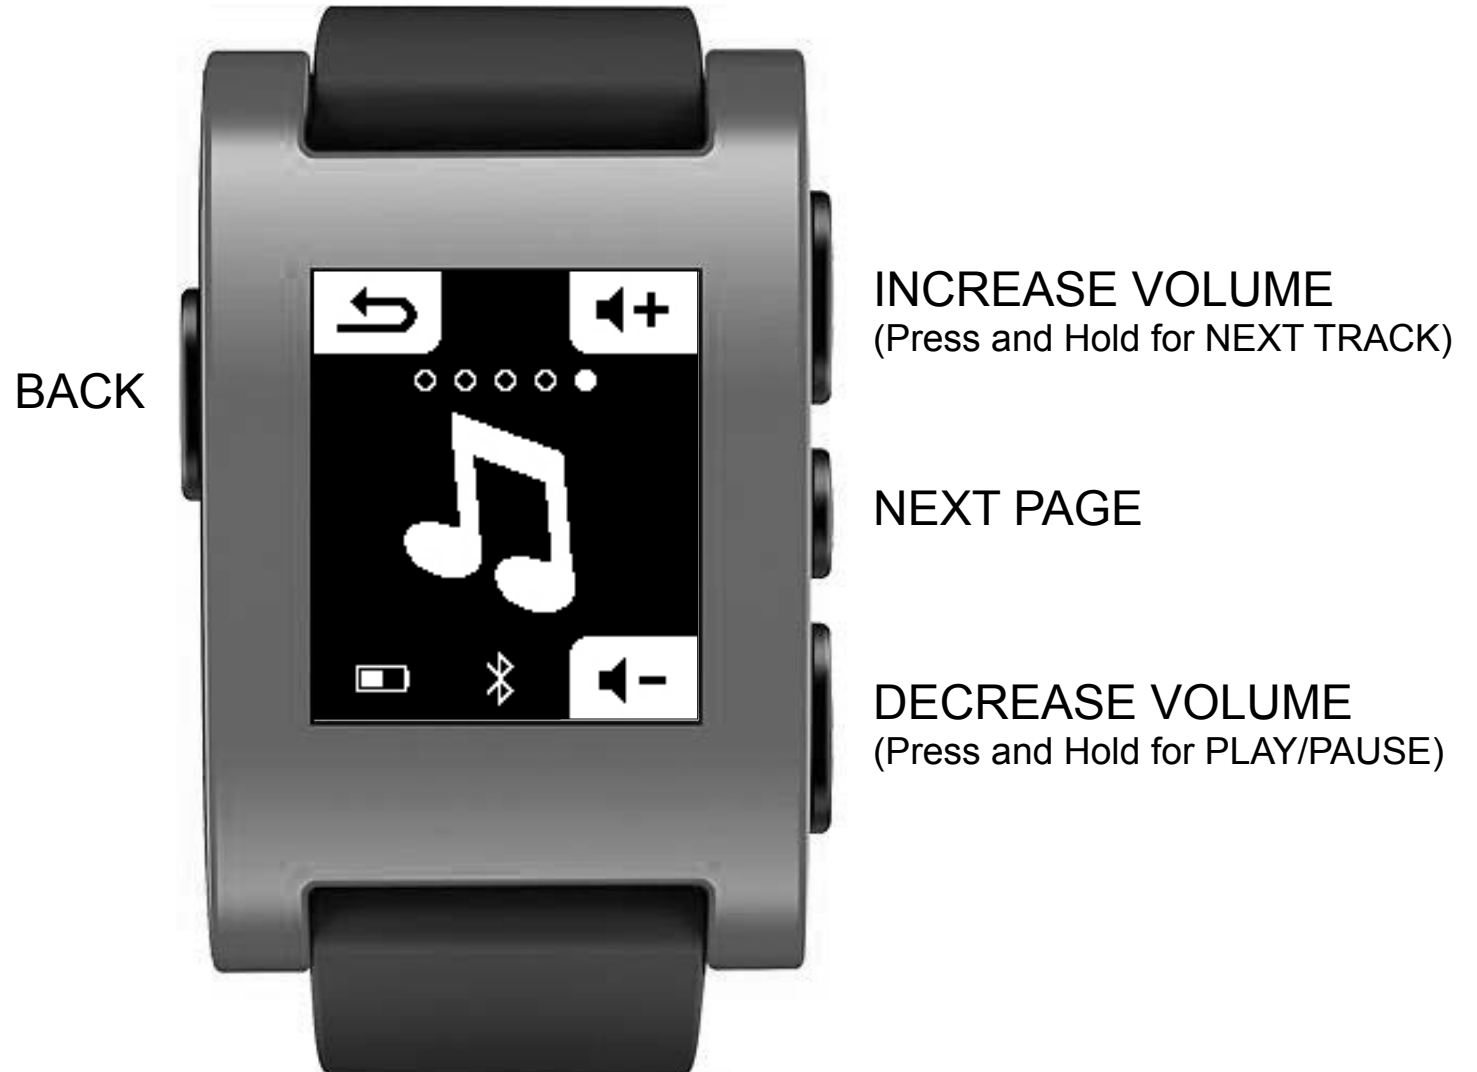 BACK
INCREASE VOLUME
(Press and Hold for NEXT TRACK)
NEXT PAGE
DECREASE VOLUME
(Press and Hold for PLAY/PAUSE)